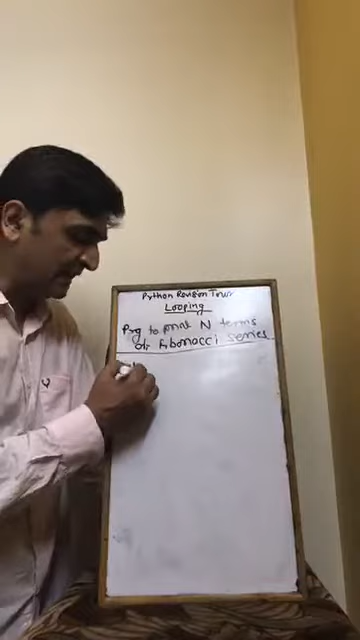 Python Revision Tour
Looping
Prg to print N terms
of Fibonacci series.